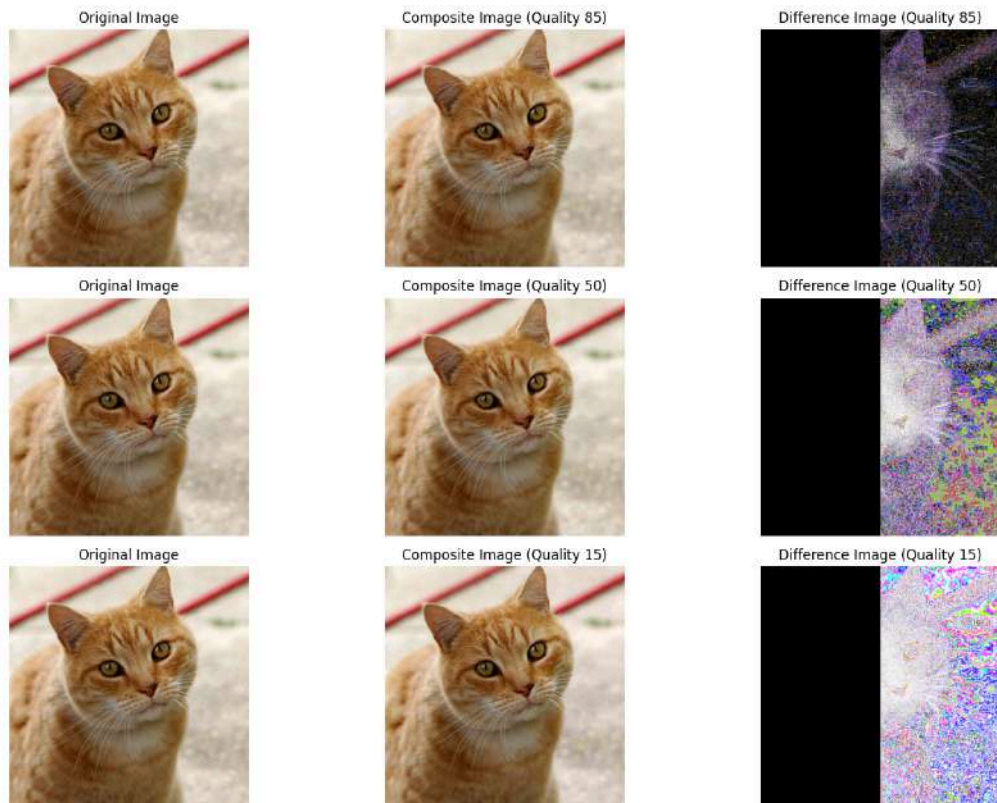 Original Image
Composite Image (Quality 85)
Difference Image (Quality 85)
Original Image
Composite Image (Quality 50)
Difference Image (Quality 50)
Original Image
Composite Image (Quality 15)
Difference Image (Quality 15)